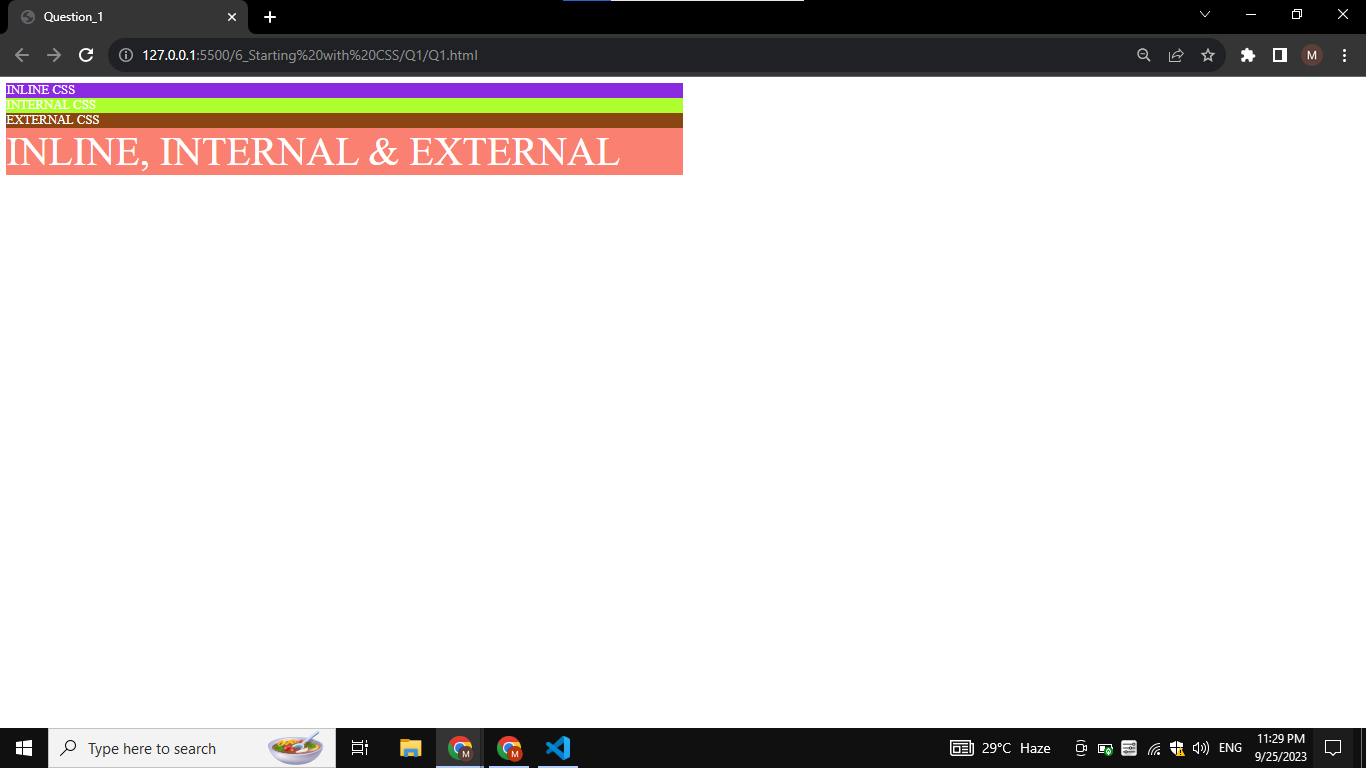 Question_1
127.0.0.1:5500/6_Starting%20with%20CSS/Q1/Q1.html
M
INLINE CSS
INTERNAL CSS
EXTERNAL CSS
INLINE, INTERNAL & EXTERNAL
Type here to search
M
M
29°C Haze
ENG
11:29 PM
9/25/2023